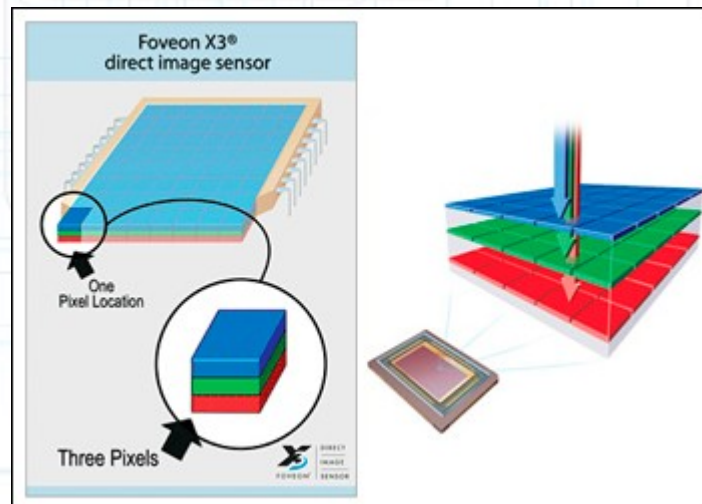 Foveon X3®
direct image sensor
One
Pixel Location
Three Pixels
X3
FOVEON®
DIRECT
IMAGE
SENSOR